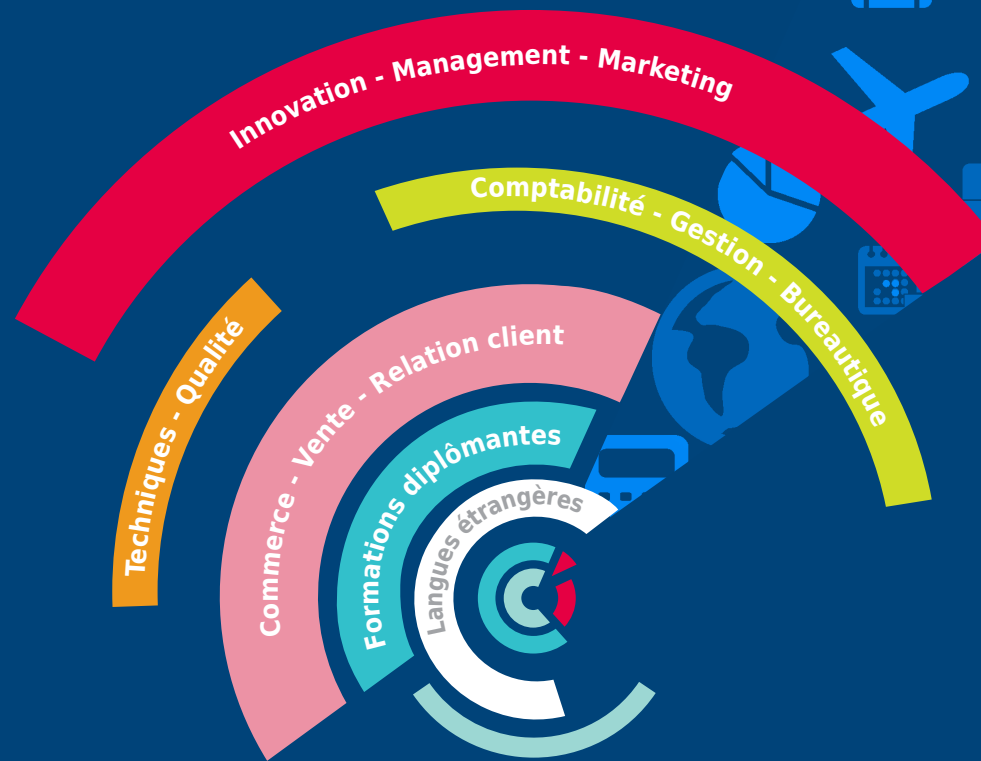 Innovation - Management - Marketing
Comptabilité - Gestion - Bureautique
Techniques - Qualité
Commerce - Vente - Relation client
Formations diplômantes
Langues étrangères